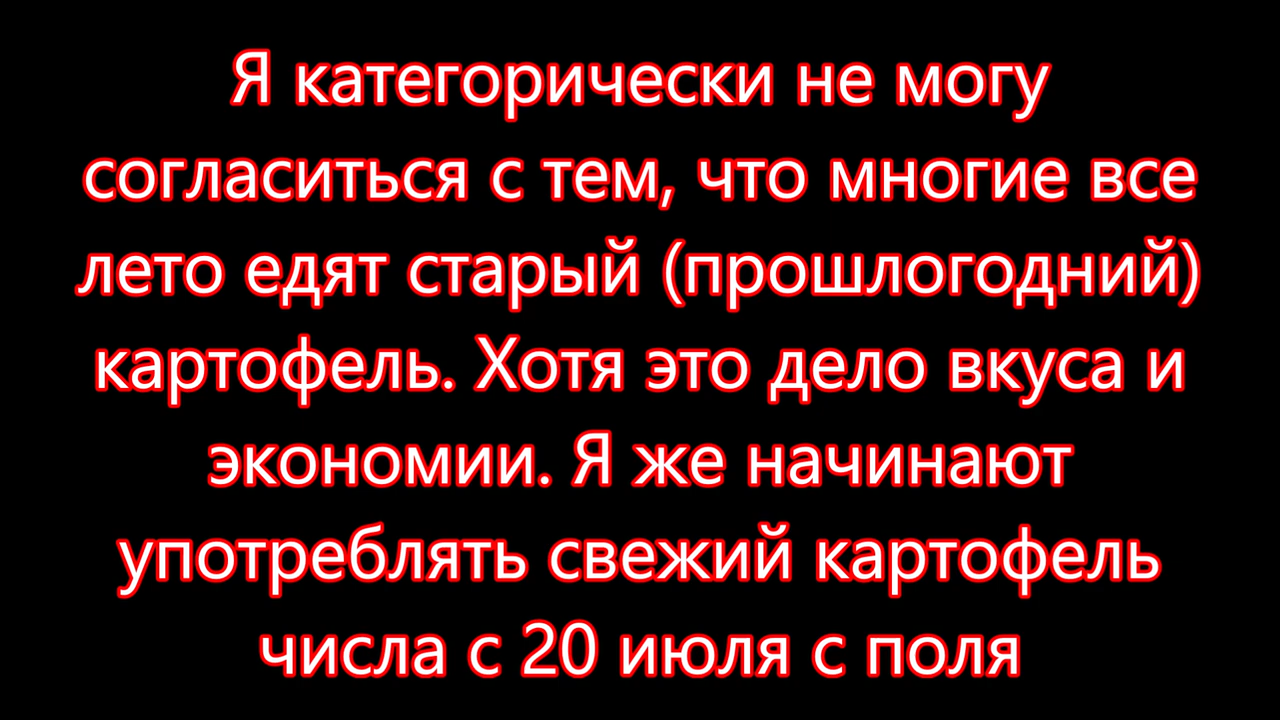 Я категорически не могу
согласиться с тем, что многие все
лето едят старый (прошлогодний)
картофель. Хотя это дело вкуса и
экономии. Я же начинают
употреблять свежий картофель
числа с 20 июля с поля